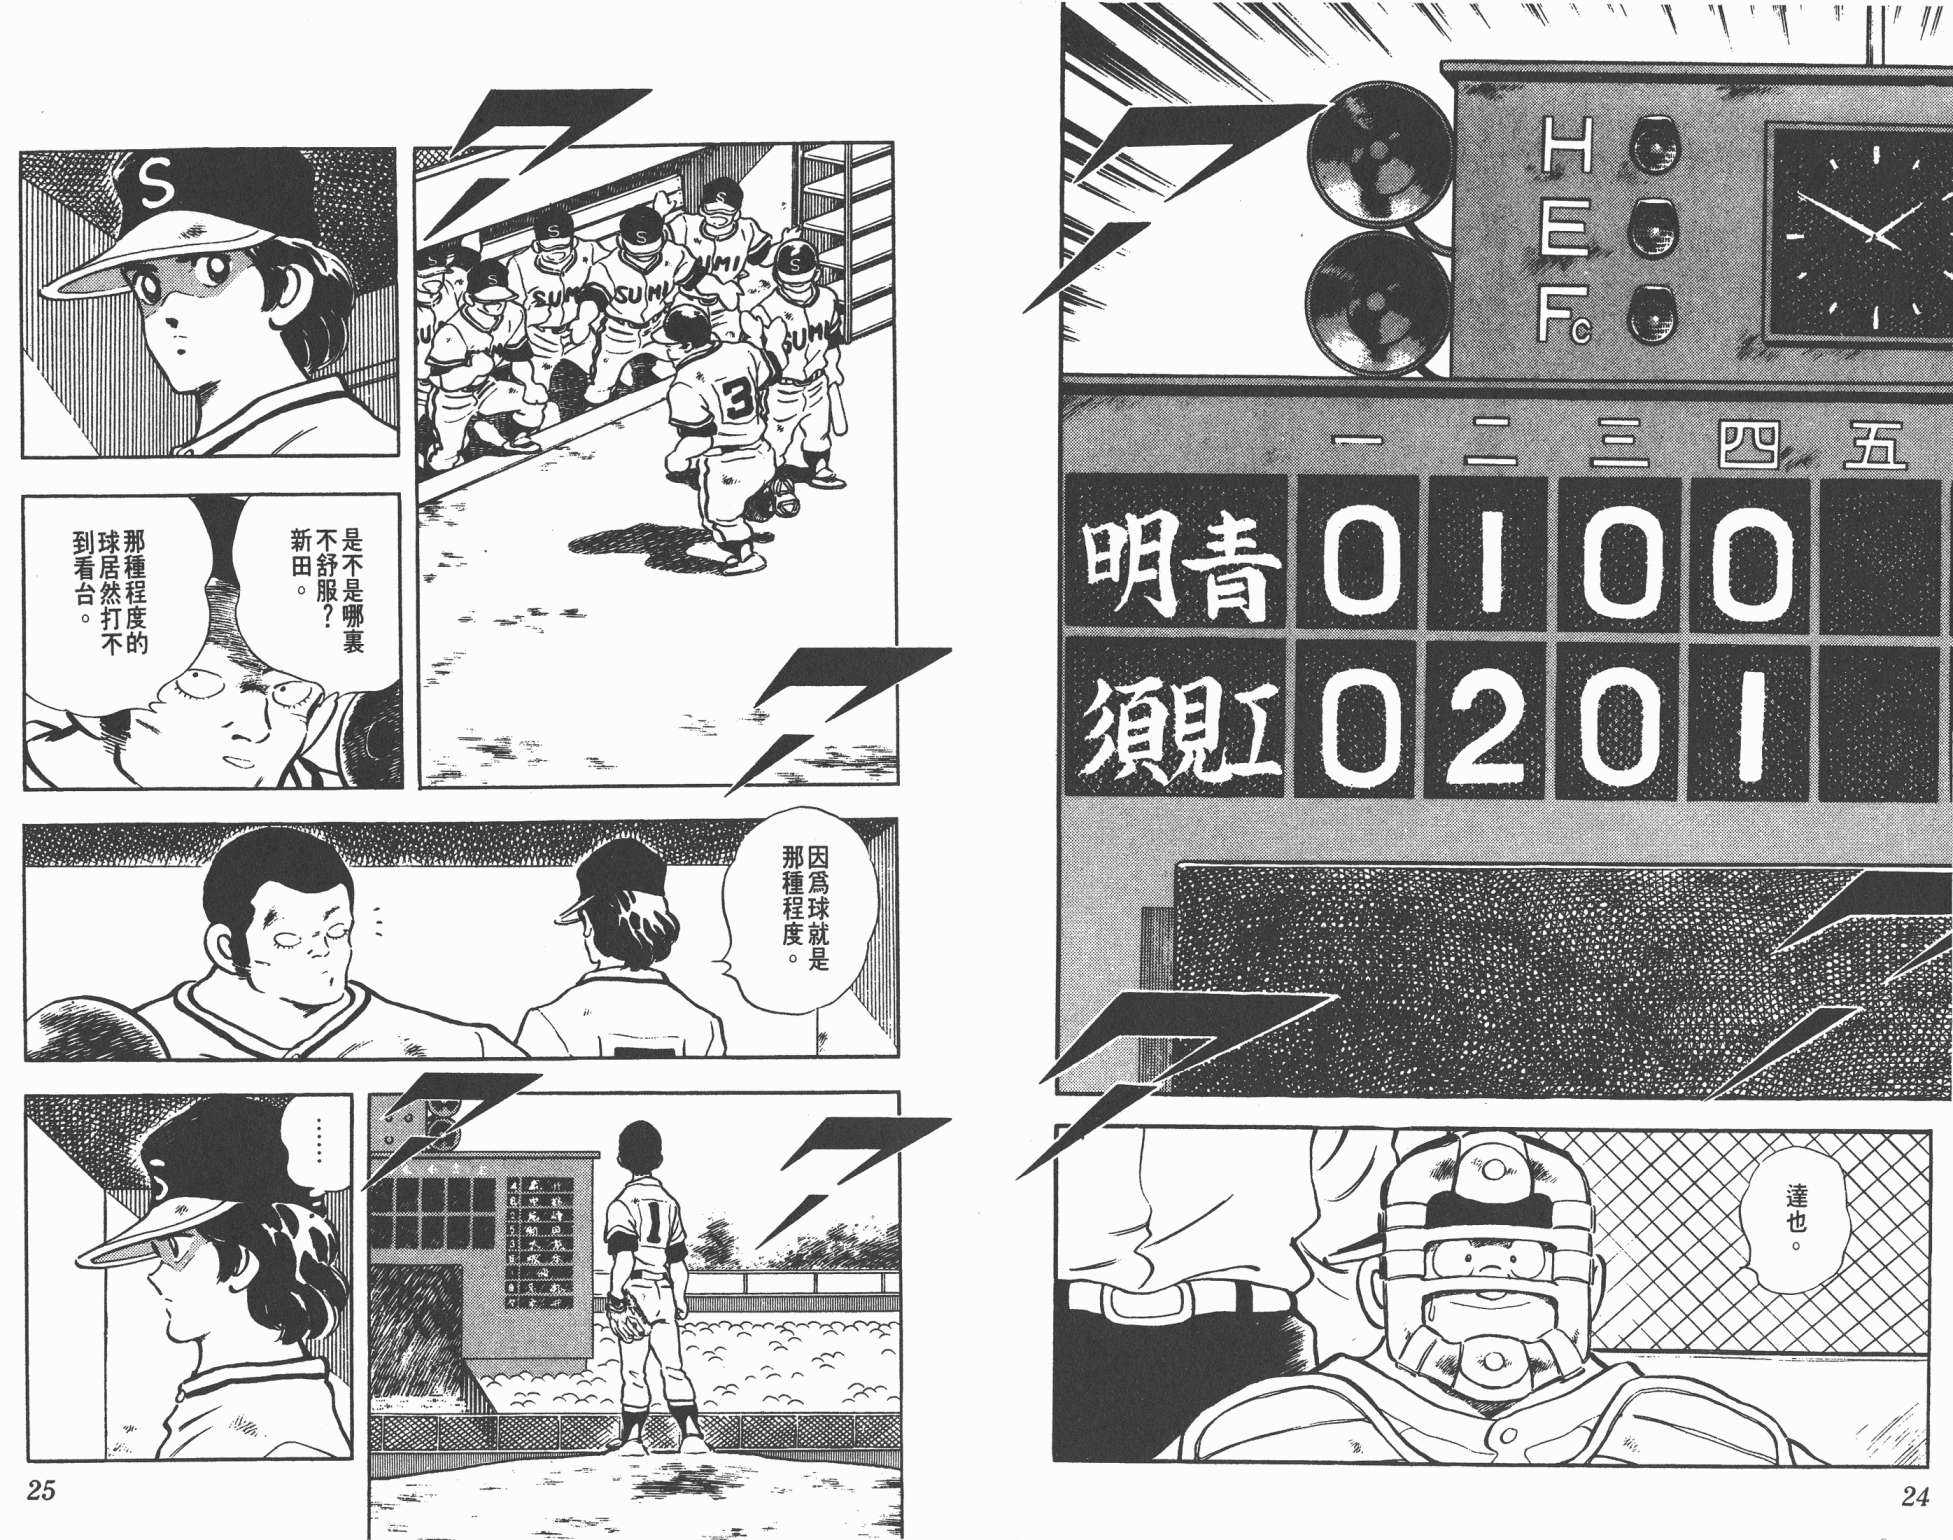 H
E
Fc
一 二 三 四 五
明青 0 1 0 0
須見工 0 2 0 1
達也。
24
S
S
S
S
SUMI
SUMI
SUMI
3
S
是不是哪裏
不舒服？
新田。
那種程度的
球居然打不
到看台。
因爲球就是
那種程度。
1
……
S
25